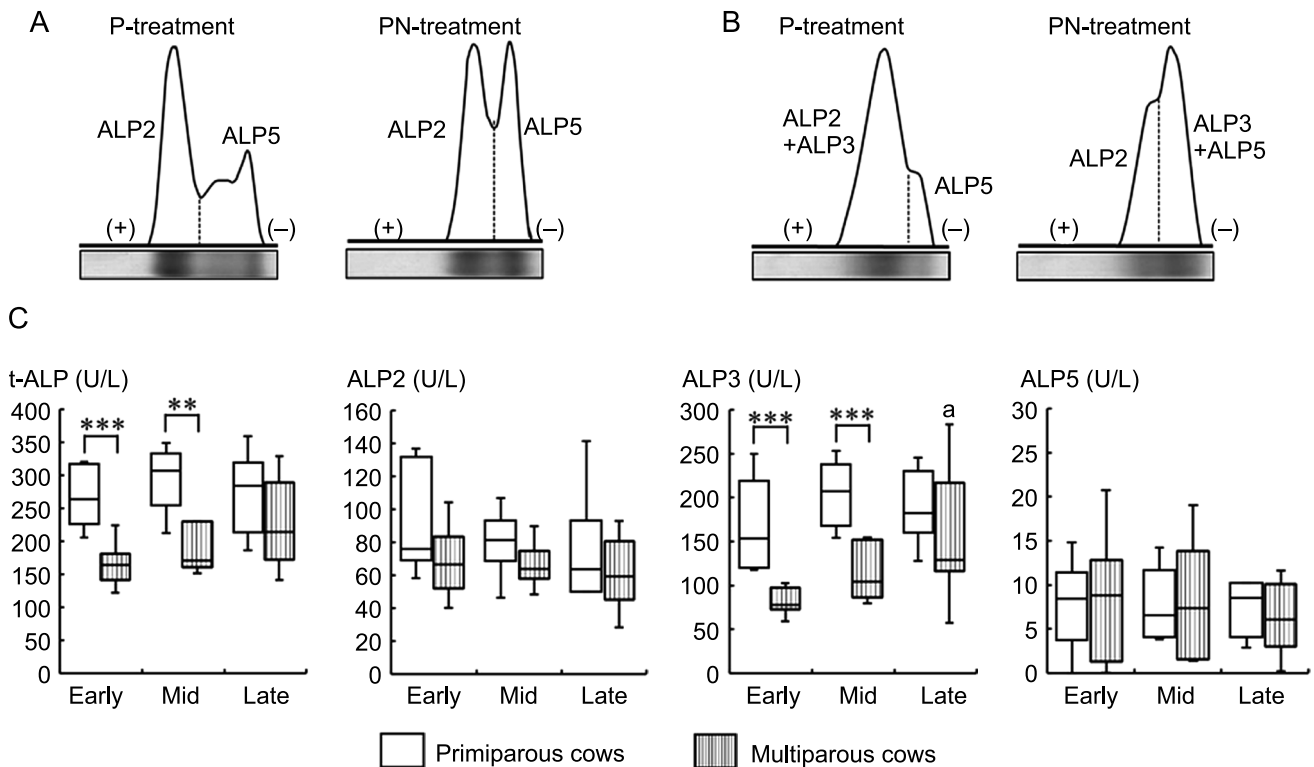 A
P-treatment
PN-treatment
ALP2
ALP5
ALP2
ALP5
(+)
(–)
(+)
(–)
B
P-treatment
PN-treatment
ALP2
+ALP3
ALP5
ALP2
ALP3
+ALP5
(+)
(–)
(+)
(–)
C
t-ALP (U/L)
400
350
300
250
200
150
100
50
0
***
**
Early Mid Late
ALP2 (U/L)
160
140
120
100
80
60
40
20
0
Early Mid Late
ALP3 (U/L)
300
250
200
150
100
50
0
***
***
a
Early Mid Late
ALP5 (U/L)
30
25
20
15
10
5
0
Early Mid Late
Primiparous cows
Multiparous cows